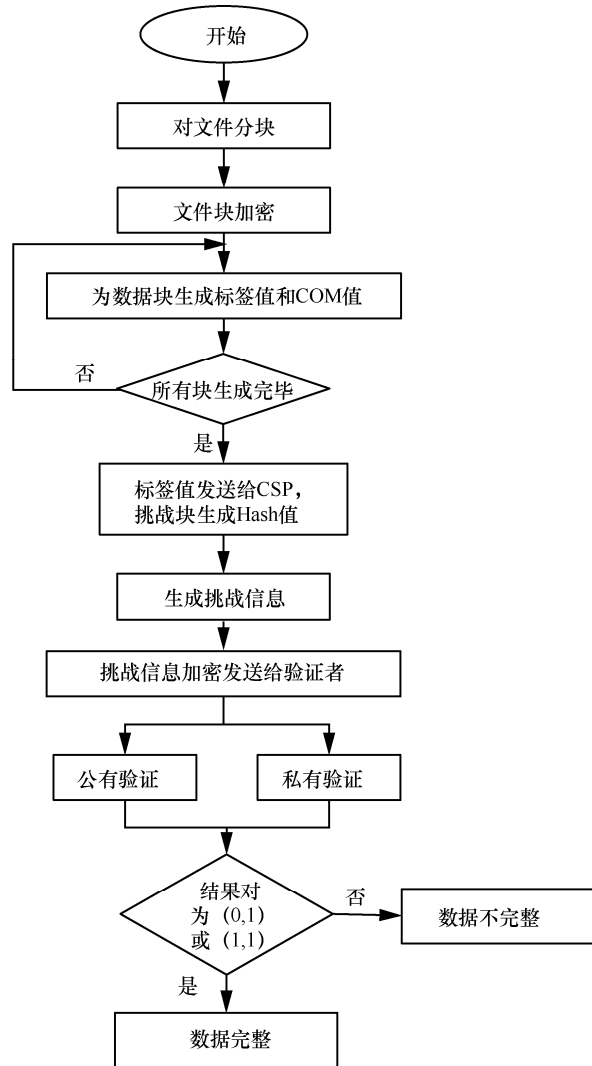 开始
对文件分块
文件块加密
为数据块生成标签值和COM值
否
所有块生成完毕
是
标签值发送给CSP，
挑战块生成Hash值
生成挑战信息
挑战信息加密发送给验证者
公有验证
私有验证
结果对
为（0,1）
或（1,1）
否
数据不完整
是
数据完整